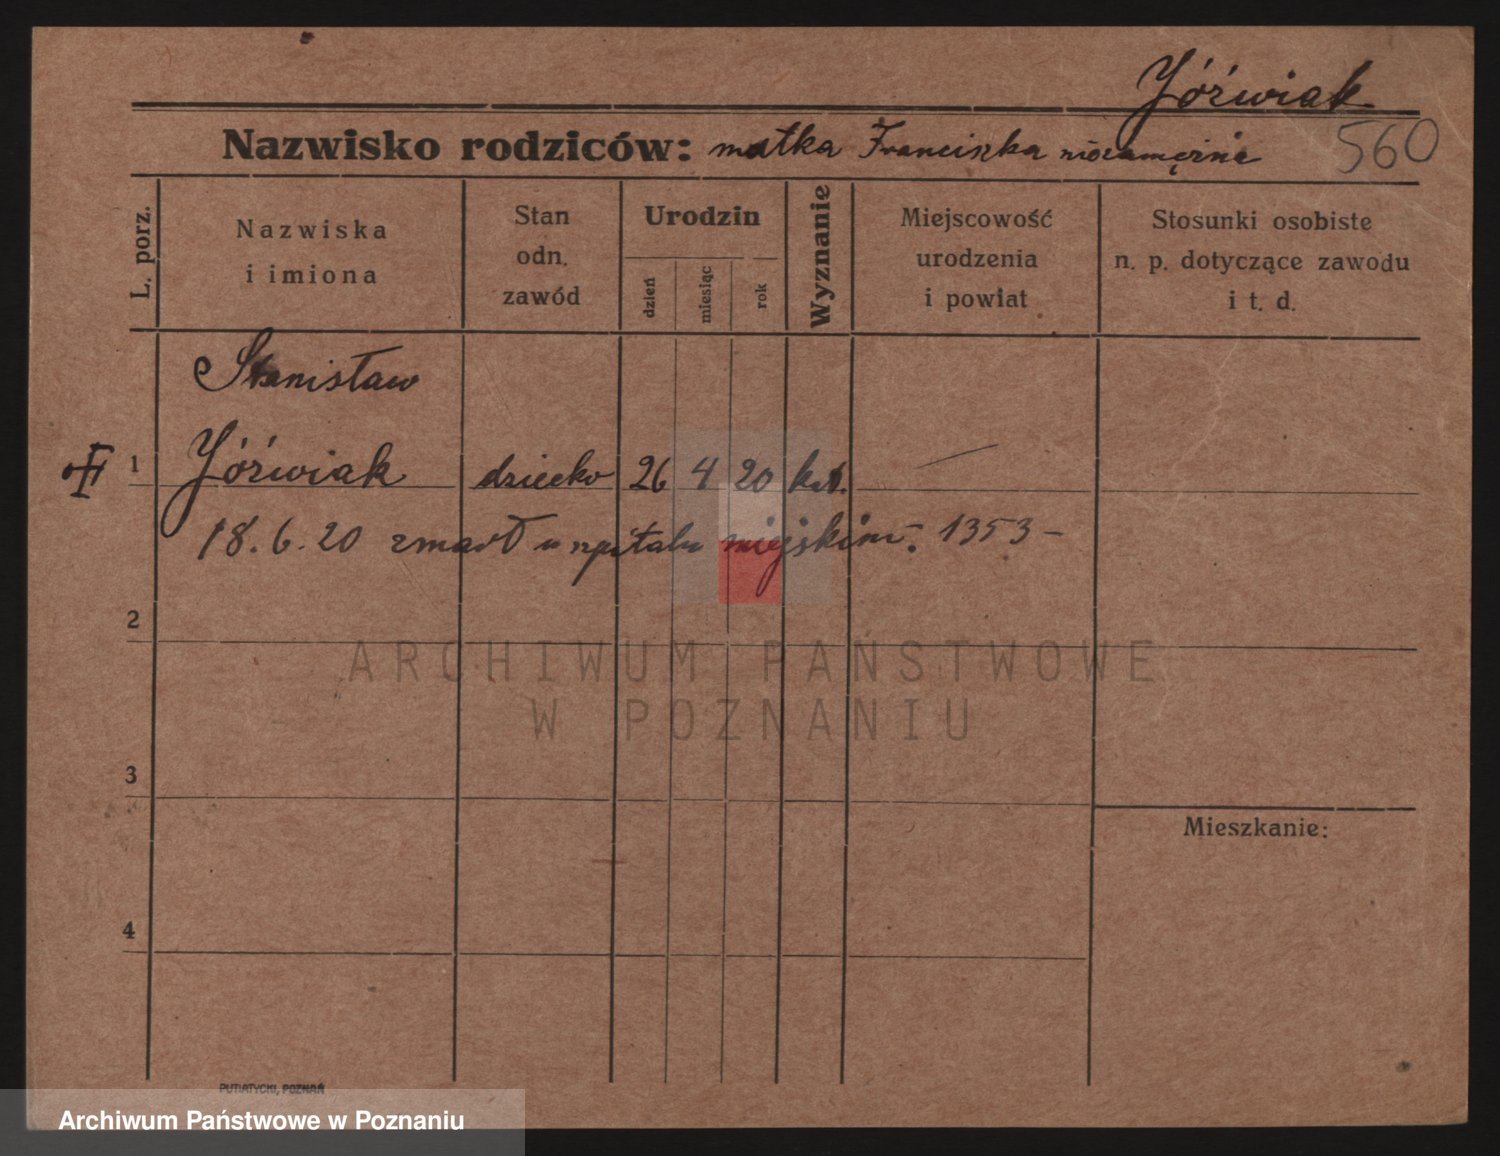 Jóźwiak
560
Nazwisko rodziców: matka Franciszka niezamężna
L. porz.
Nazwiska
i imiona
Stan
odn.
zawód
Urodzin
dzień
miesiąc
rok
Wyznanie
Miejscowość
urodzenia
i powiat
Stosunki osobiste
n. p. dotyczące zawodu
i t. d.
Stanisław
1 Jóźwiak dziecko 26 4 20 kat. —
18. 6. 20 zmarł w szpitalu miejskim. 1353 –
2
ARCHIWUM PAŃSTWOWE
W POZNANIU
3
Mieszkanie:
4
PUTIATYCKI, POZNAŃ
Archiwum Państwowe w Poznaniu